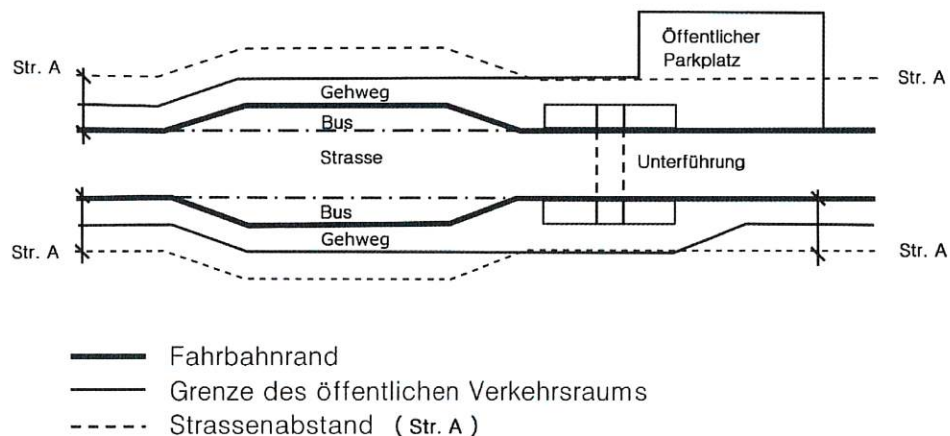 Öffentlicher
Parkplatz
Str. A
Str. A
Gehweg
Bus
Strasse
Unterführung
Bus
Gehweg
Str. A
Str. A
Fahrbahnrand
Grenze des öffentlichen Verkehrsraums
Strassenabstand ( Str. A )